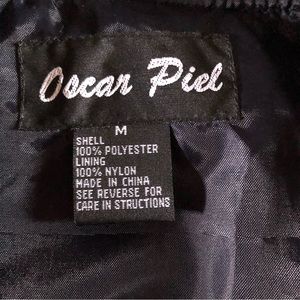 Oscar Piel
M
SHELL
100% POLYESTER
LINING
100% NYLON
MADE IN CHINA
SEE REVERSE FOR
CARE IN STRUCTIONS